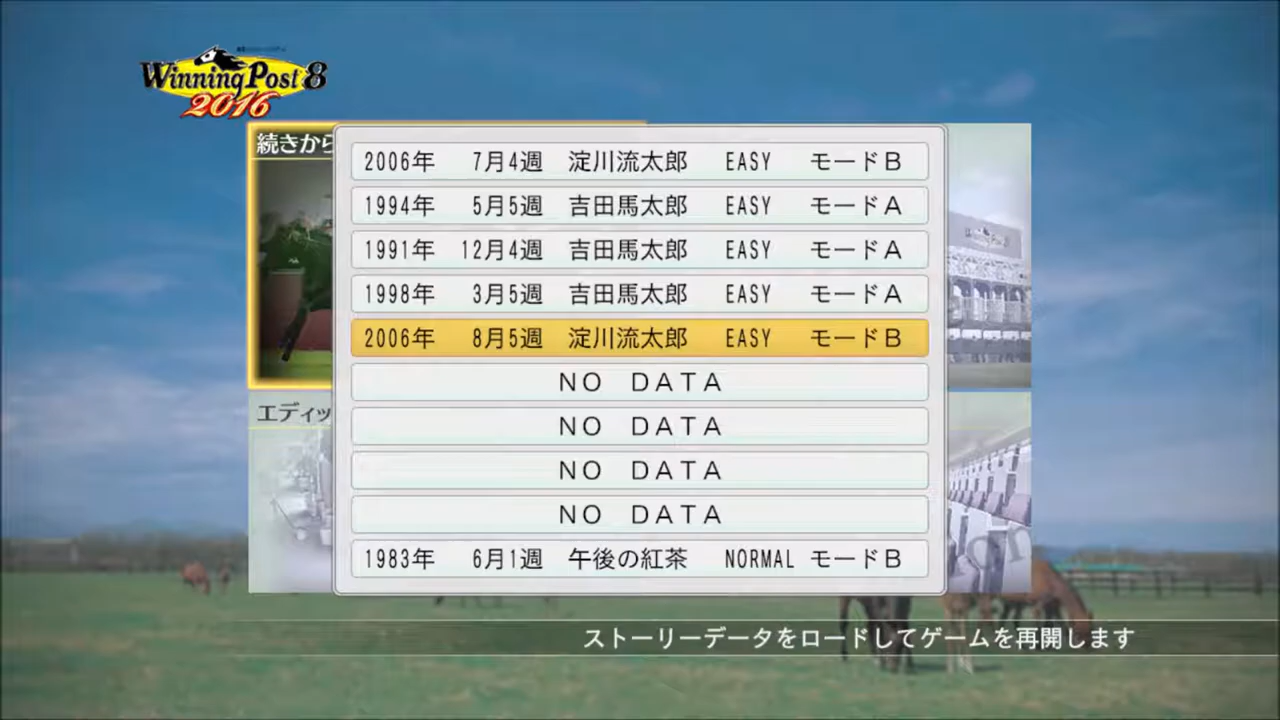 Winning Post 8
2016
続きから
2006年 7月4週 淀川流太郎 EASY モードB
1994年 5月5週 吉田馬太郎 EASY モードA
1991年 12月4週 吉田馬太郎 EASY モードA
1998年 3月5週 吉田馬太郎 EASY モードA
2006年 8月5週 淀川流太郎 EASY モードB
エディッ
NO DATA
NO DATA
NO DATA
NO DATA
1983年 6月1週 午後の紅茶 NORMAL モードB
ストーリーデータをロードしてゲームを再開します